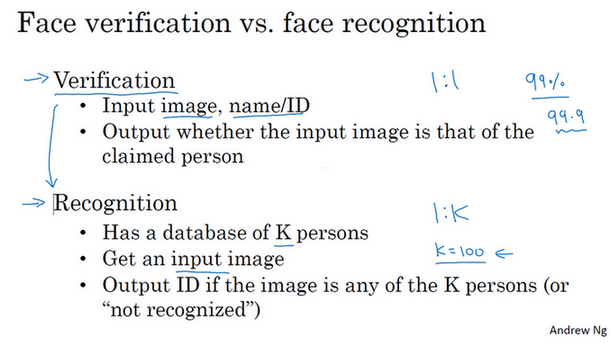 Face verification vs. face recognition
→ Verification
1:1
99%
99.9
• Input image, name/ID
• Output whether the input image is that of the
claimed person
→ Recognition
1:K
K=100 ←
• Has a database of K persons
• Get an input image
• Output ID if the image is any of the K persons (or
“not recognized”)
Andrew Ng